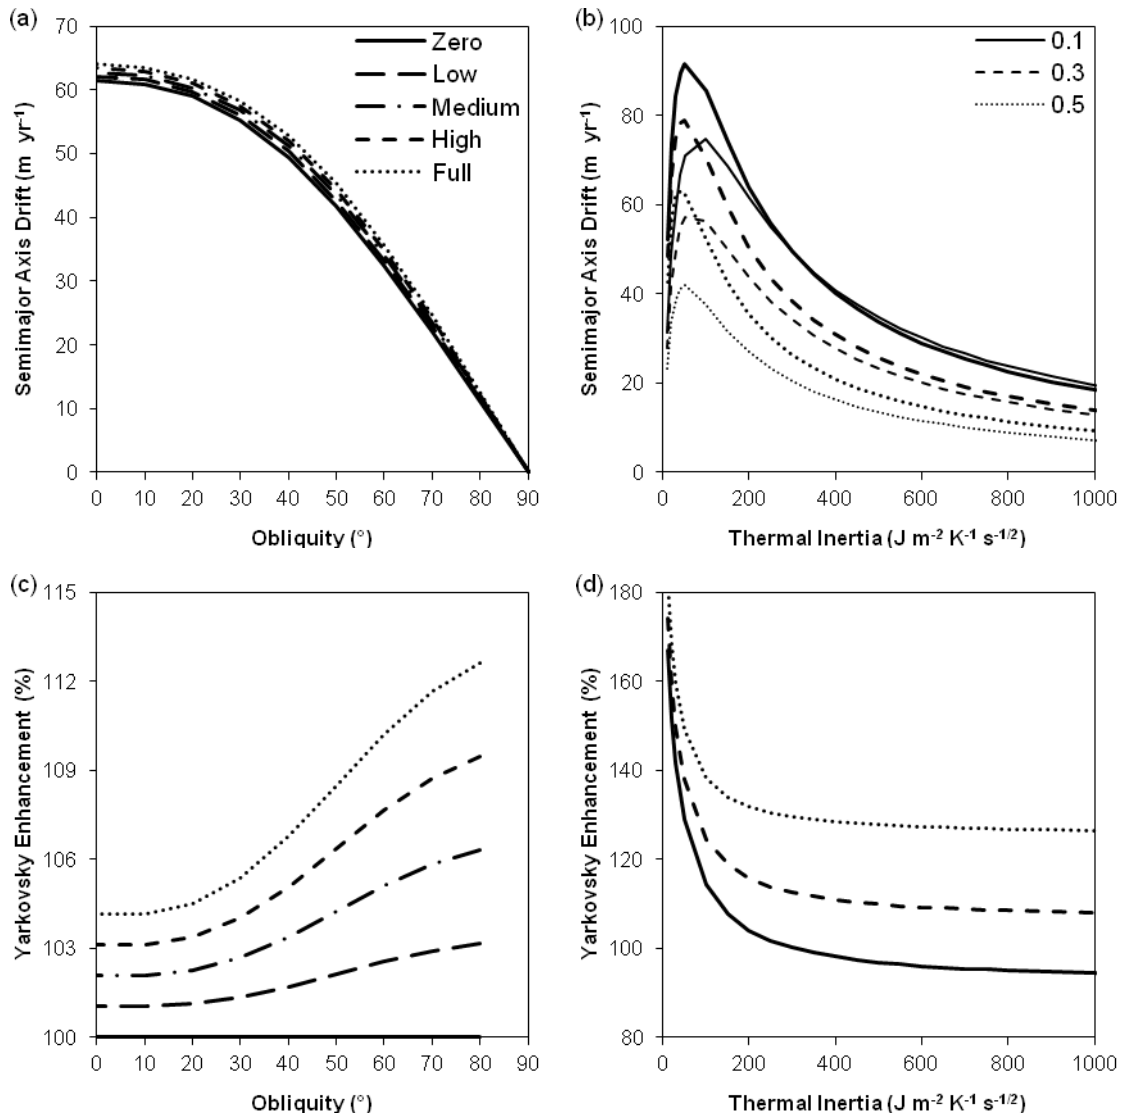 (a)
70
60
50
40
30
20
10
0
Semimajor Axis Drift (m yr⁻¹)
Zero
Low
Medium
High
Full
0 10 20 30 40 50 60 70 80 90
Obliquity (°)
(b)
100
80
60
40
20
0
Semimajor Axis Drift (m yr⁻¹)
0.1
0.3
0.5
0 200 400 600 800 1000
Thermal Inertia (J m⁻² K⁻¹ s⁻¹/²)
(c)
115
112
109
106
103
100
Yarkovsky Enhancement (%)
0 10 20 30 40 50 60 70 80 90
Obliquity (°)
(d)
180
160
140
120
100
80
Yarkovsky Enhancement (%)
0 200 400 600 800 1000
Thermal Inertia (J m⁻² K⁻¹ s⁻¹/²)